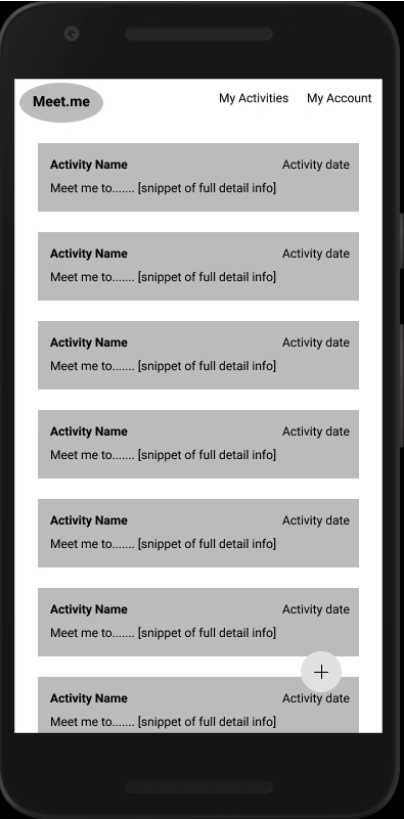 Meet.me My Activities My Account
Activity Name Activity date
Meet me to....... [snippet of full detail info]
Activity Name Activity date
Meet me to....... [snippet of full detail info]
Activity Name Activity date
Meet me to....... [snippet of full detail info]
Activity Name Activity date
Meet me to....... [snippet of full detail info]
Activity Name Activity date
Meet me to....... [snippet of full detail info]
Activity Name Activity date
Meet me to....... [snippet of full detail info]
+
Activity Name Activity date
Meet me to....... [snippet of full detail info]